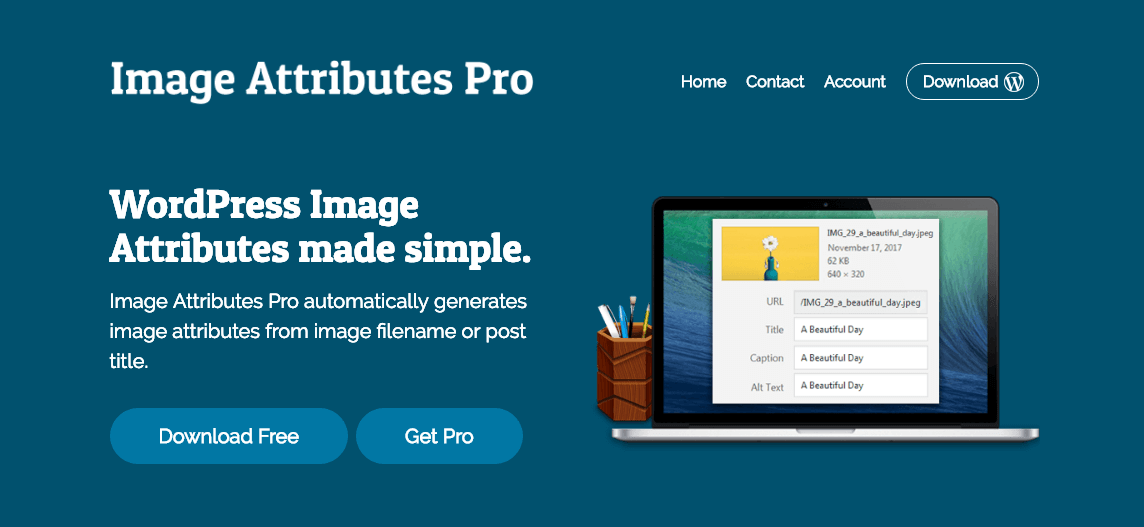 Image Attributes Pro
Home Contact Account Download
WordPress Image
Attributes made simple.
Image Attributes Pro automatically generates
image attributes from image filename or post
title.
Download Free Get Pro
IMG_29_a_beautiful_day.jpeg
November 17, 2017
62 KB
640 × 320
URL /IMG_29_a_beautiful_day.jpeg
Title A Beautiful Day
Caption A Beautiful Day
Alt Text A Beautiful Day